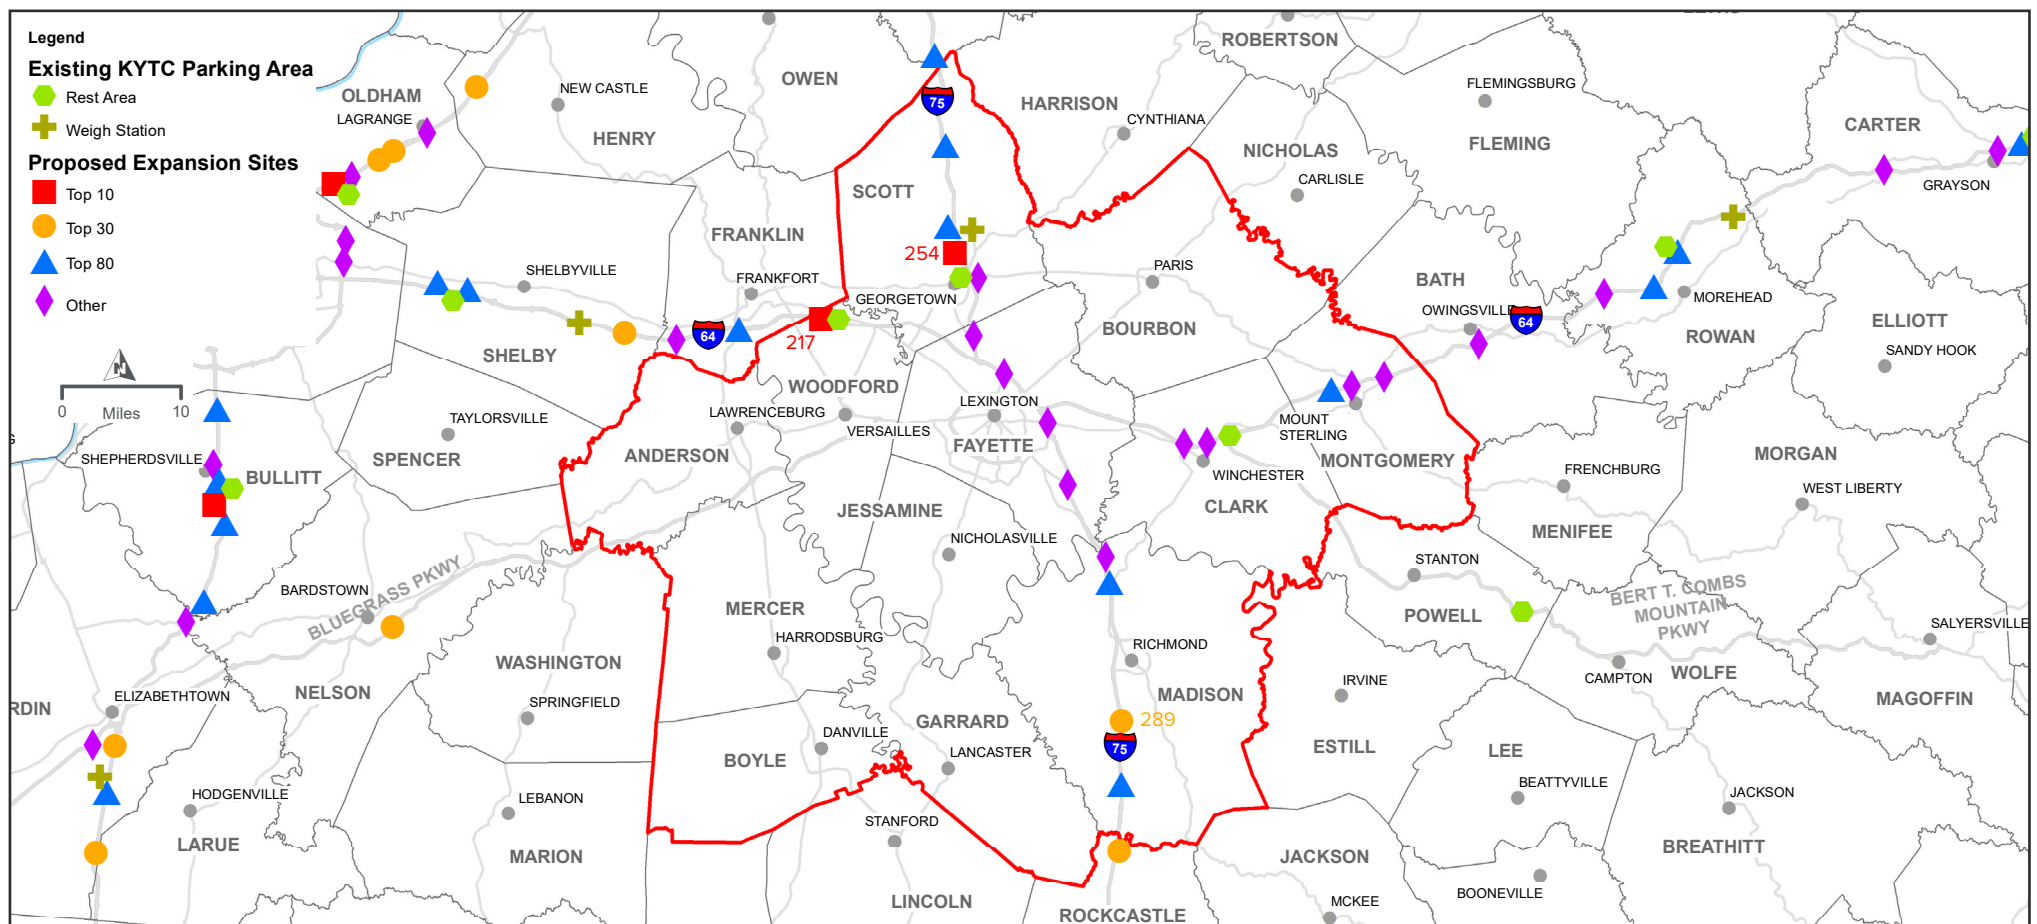 Legend
Existing KYTC Parking Area
Rest Area
Weigh Station
Proposed Expansion Sites
Top 10
Top 30
Top 80
Other
N
0 10
Miles
OLDHAM
LAGRANGE
NEW CASTLE
HENRY
OWEN
75
HARRISON
CYNTHIANA
ROBERTSON
NICHOLAS
CARLISLE
FLEMINGSBURG
FLEMING
CARTER
GRAYSON
SCOTT
254
FRANKLIN
FRANKFORT
GEORGETOWN
217
64
SHELBYVILLE
SHELBY
PARIS
BOURBON
BATH
OWINGSVILLE
64
MOREHEAD
ROWAN
ELLIOTT
SANDY HOOK
WOODFORD
VERSAILLES
LAWRENCEBURG
ANDERSON
LEXINGTON
FAYETTE
MOUNT
STERLING
MONTGOMERY
WINCHESTER
CLARK
TAYLORSVILLE
SPENCER
SHEPHERDSVILLE
BULLITT
JESSAMINE
NICHOLASVILLE
FRENCHBURG
MENIFEE
MORGAN
WEST LIBERTY
STANTON
POWELL
BERT T. COMBS
MOUNTAIN
PKWY
SALYERSVILLE
CAMPTON
WOLFE
MAGOFFIN
BARDSTOWN
BLUEGRASS PKWY
NELSON
WASHINGTON
SPRINGFIELD
MERCER
HARRODSBURG
RICHMOND
MADISON
289
75
IRVINE
ESTILL
LEE
BEATTYVILLE
JACKSON
BREATHITT
RDIN
ELIZABETHTOWN
HODGENVILLE
LARUE
LEBANON
MARION
BOYLE
DANVILLE
GARRARD
LANCASTER
STANFORD
LINCOLN
ROCKCASTLE
JACKSON
MCKEE
BOONEVILLE